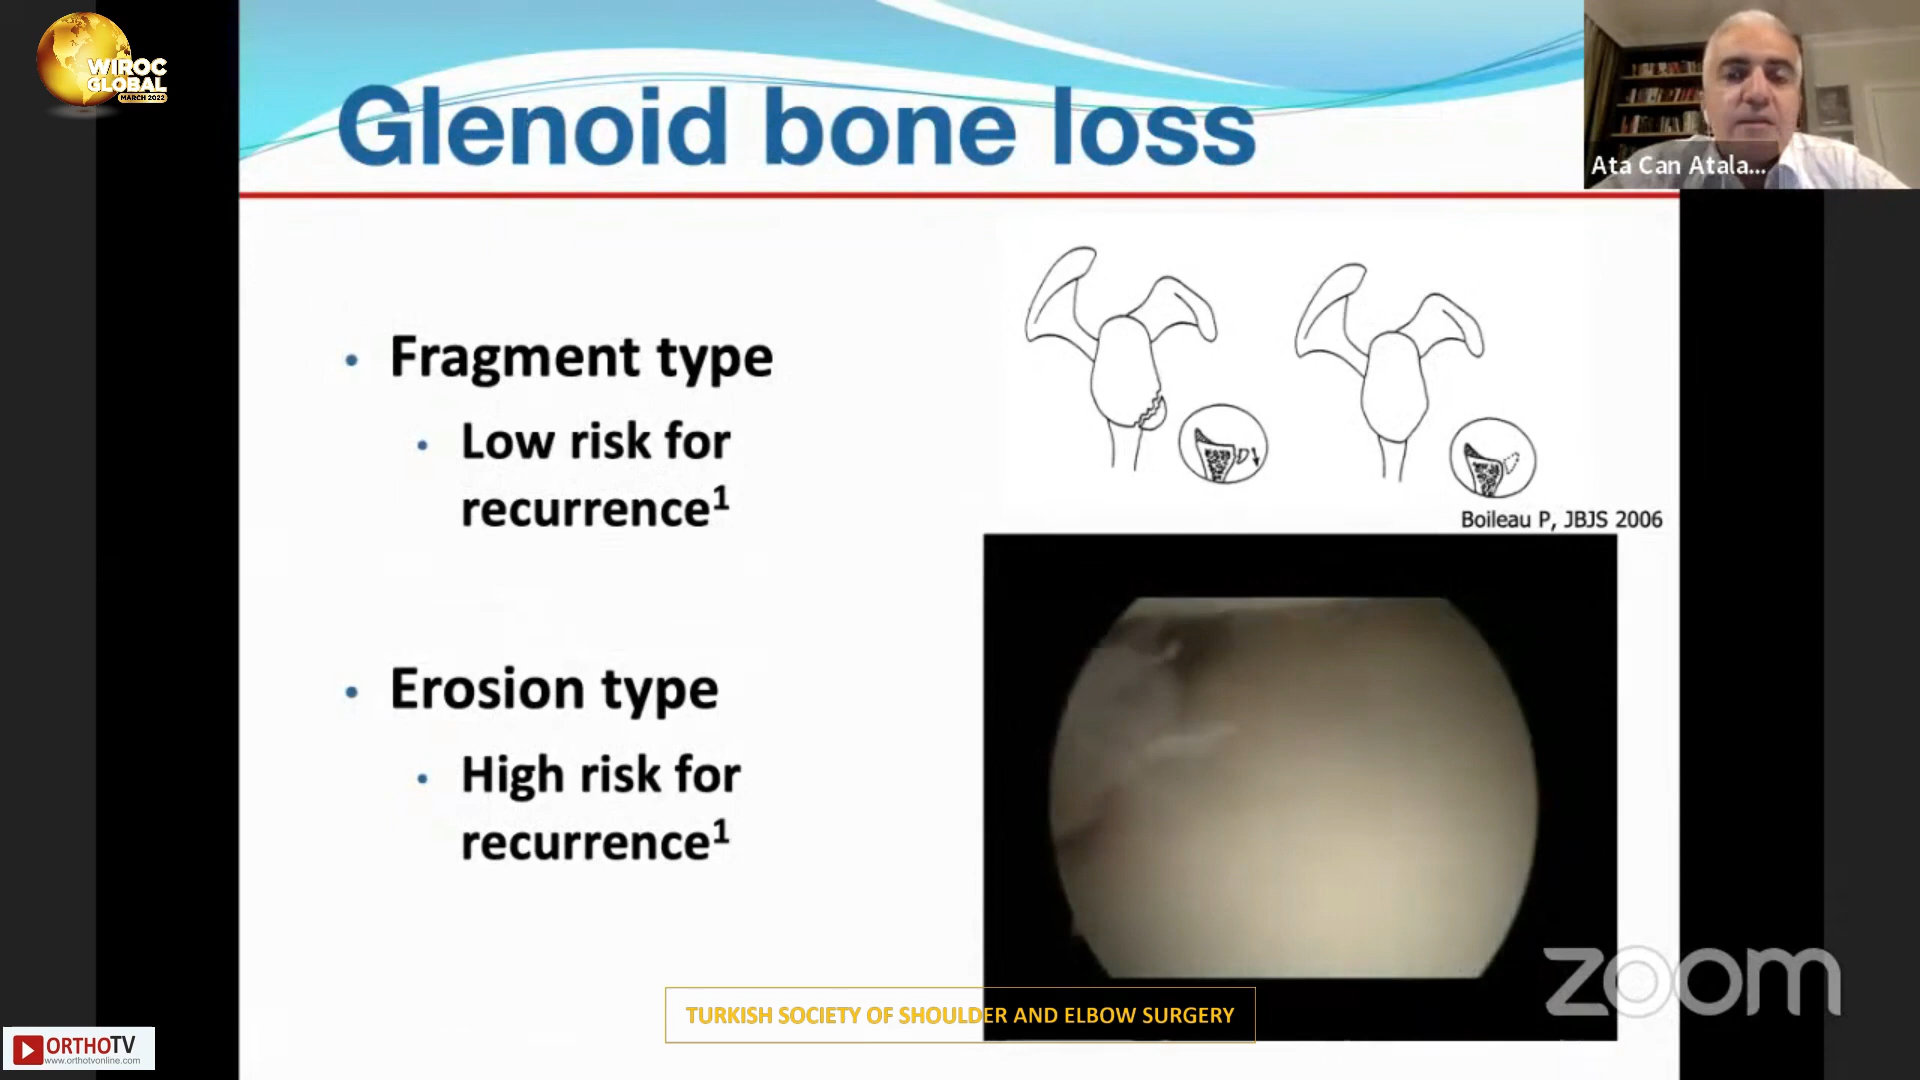 WIROC
GLOBAL
MARCH 2022
Glenoid bone loss
Ata Can Atala...
• Fragment type
• Low risk for
recurrence¹
• Erosion type
• High risk for
recurrence¹
Boileau P, JBJS 2006
zoom
TURKISH SOCIETY OF SHOULDER AND ELBOW SURGERY
ORTHOTV
www.orthotvonline.com